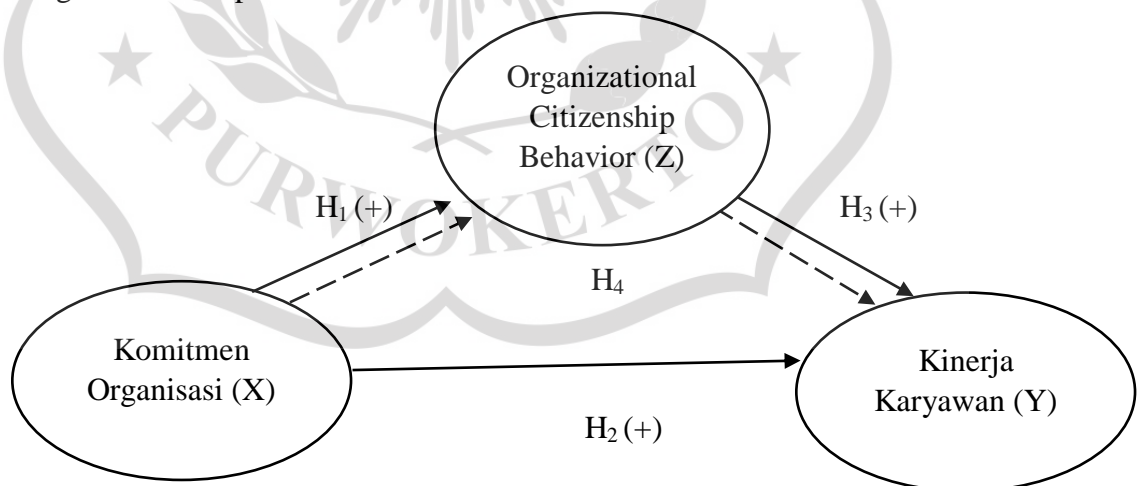 Organizational
Citizenship
Behavior (Z)
PURWOKERTO
H₁ (+)
H₃ (+)
H₄
Komitmen
Organisasi (X)
Kinerja
Karyawan (Y)
H₂ (+)